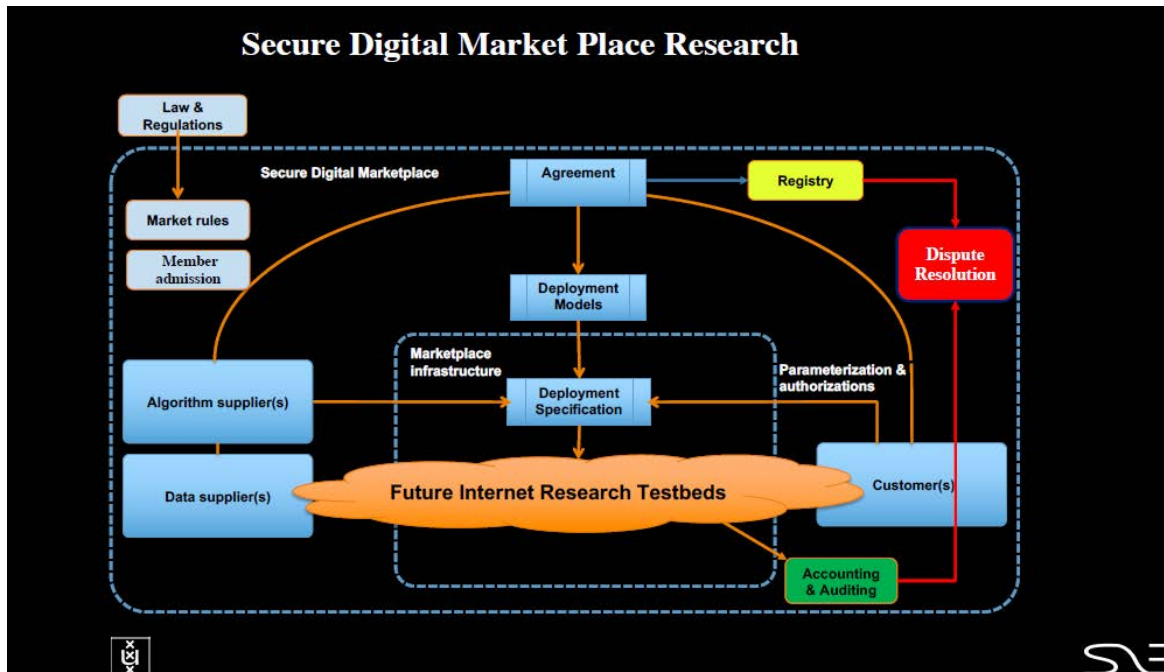 Secure Digital Market Place Research
Law &
Regulations
Secure Digital Marketplace
Agreement
Registry
Market rules
Member
admission
Dispute
Resolution
Deployment
Models
Marketplace
infrastructure
Parameterization &
authorizations
Algorithm supplier(s)
Deployment
Specification
Data supplier(s)
Future Internet Research Testbeds
Customer(s)
Accounting
& Auditing